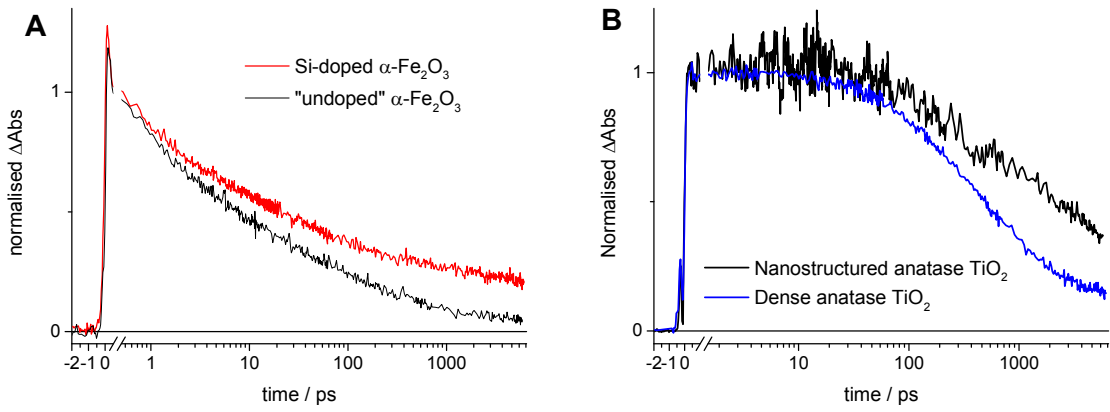 A
Si-doped α-Fe2O3
"undoped" α-Fe2O3
normalised ΔAbs
1
0
-2 -1 0 1 10 100 1000
time / ps
B
Normalised ΔAbs
1
0
Nanostructured anatase TiO2
Dense anatase TiO2
-2 -1 0 10 100 1000
time / ps